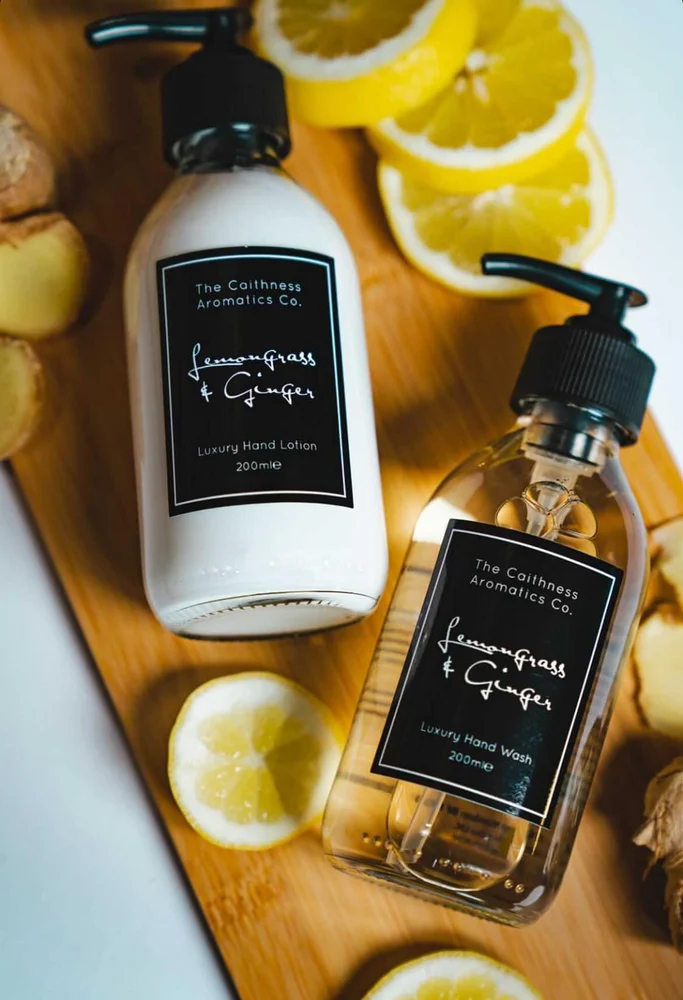 The Caithness
Aromatics Co.
Lemongrass
& Ginger
Luxury Hand Lotion
200ml℮
The Caithness
Aromatics Co.
Lemongrass
& Ginger
Luxury Hand Wash
200ml℮